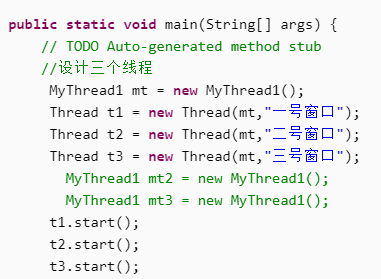 public static void main(String[] args) {
// TODO Auto-generated method stub
//设计三个线程
MyThread1 mt = new MyThread1();
Thread t1 = new Thread(mt,"一号窗口");
Thread t2 = new Thread(mt,"二号窗口");
Thread t3 = new Thread(mt,"三号窗口");
MyThread1 mt2 = new MyThread1();
MyThread1 mt3 = new MyThread1();
t1.start();
t2.start();
t3.start();